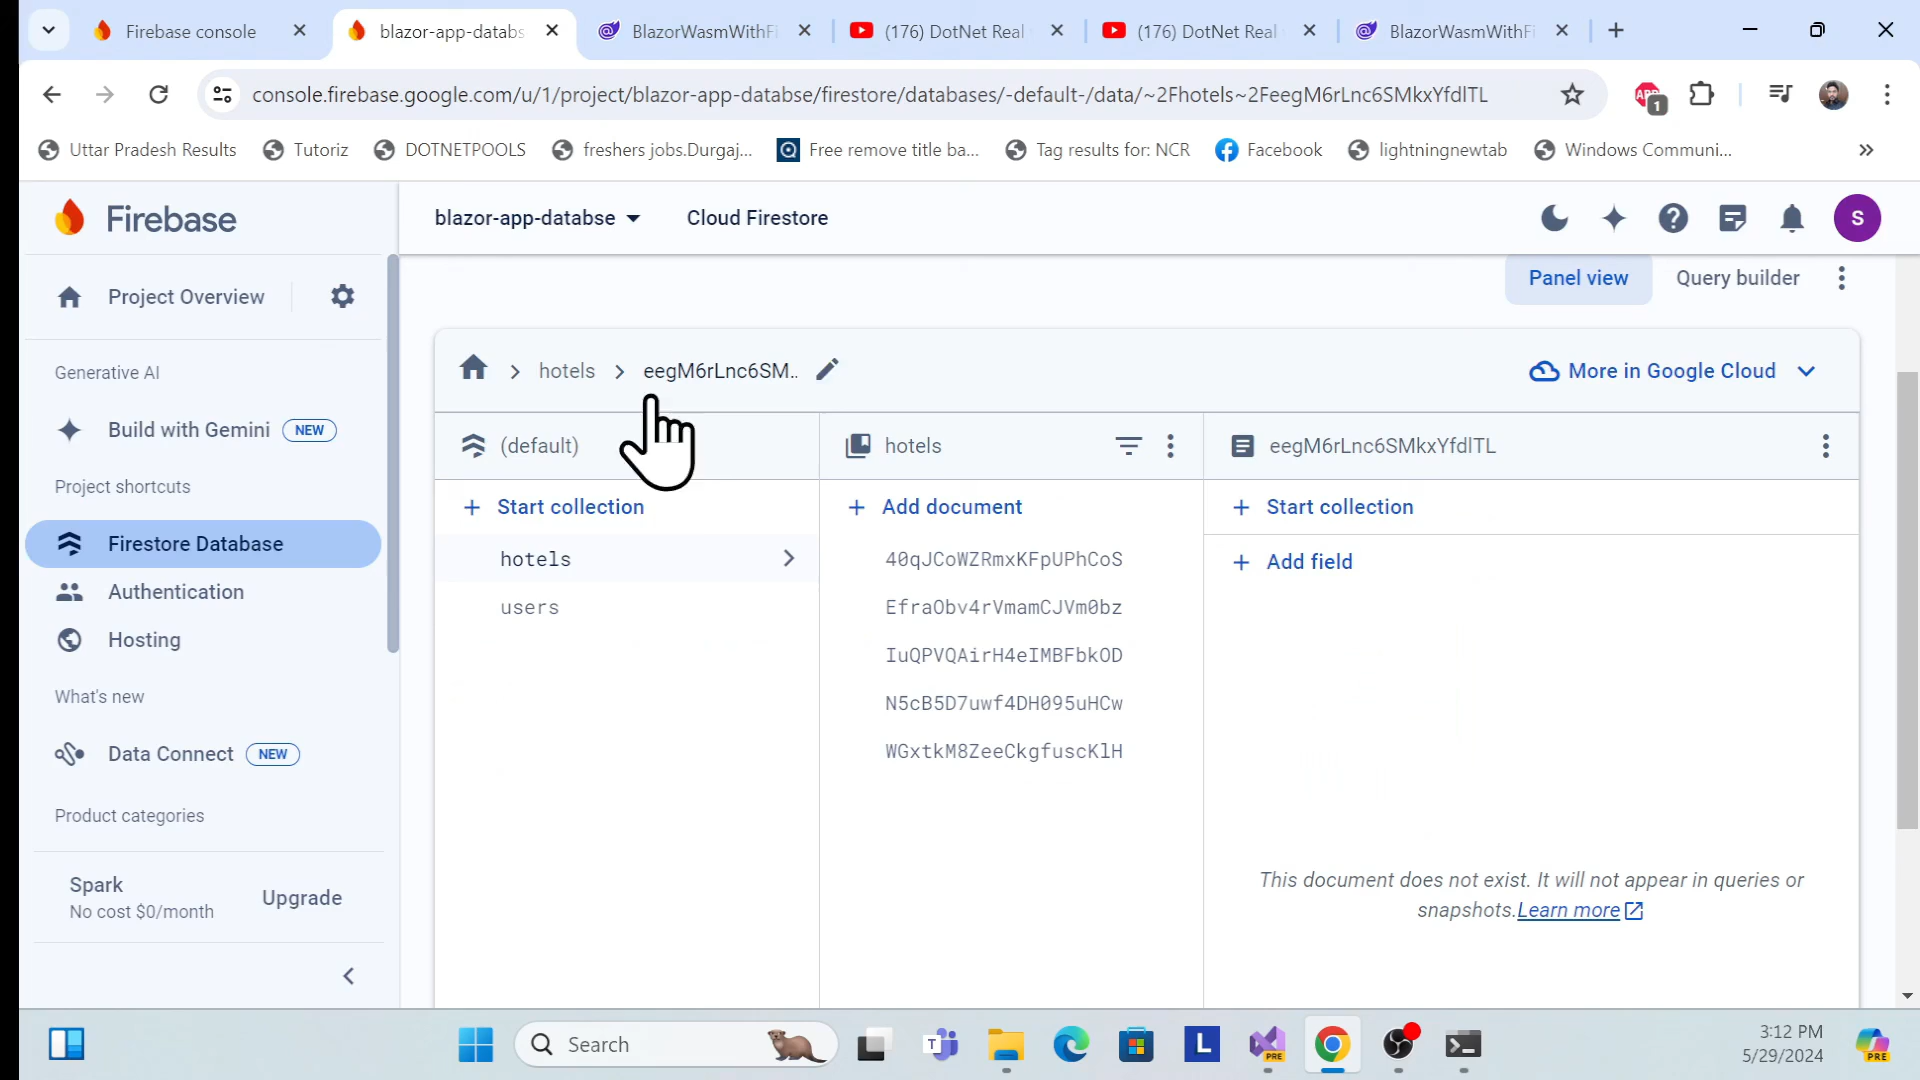 Firebase console
blazor-app-databs
BlazorWasmWithFi
(176) DotNet Real
(176) DotNet Real
BlazorWasmWithFi
console.firebase.google.com/u/1/project/blazor-app-databse/firestore/databases/-default-/data/~2Fhotels~2FeegM6rLnc6SMkxYfdlTL
1
Uttar Pradesh Results
Tutoriz
DOTNETPOOLS
freshers jobs.Durgaj...
Free remove title ba...
Tag results for: NCR
Facebook
lightningnewtab
Windows Communi...
Firebase
blazor-app-databse
Cloud Firestore
S
Project Overview
Panel view
Query builder
Generative AI
hotels
eegM6rLnc6SM..
More in Google Cloud
Build with Gemini NEW
(default)
hotels
eegM6rLnc6SMkxYfdlTL
Project shortcuts
Start collection
Add document
Start collection
Firestore Database
hotels
40qJCoWZRmxKFpUPhCoS
Add field
Authentication
users
EfraObv4rVmamCJVm0bz
Hosting
IuQPVQAirH4eIMBFbkOD
What's new
N5cB5D7uwf4DH095uHCw
Data Connect NEW
WGxtkM8ZeeCkgfuscKlH
Product categories
Spark
No cost $0/month
Upgrade
This document does not exist. It will not appear in queries or
snapshots.Learn more
Search
T
L
PRE
3:12 PM
5/29/2024
PRE